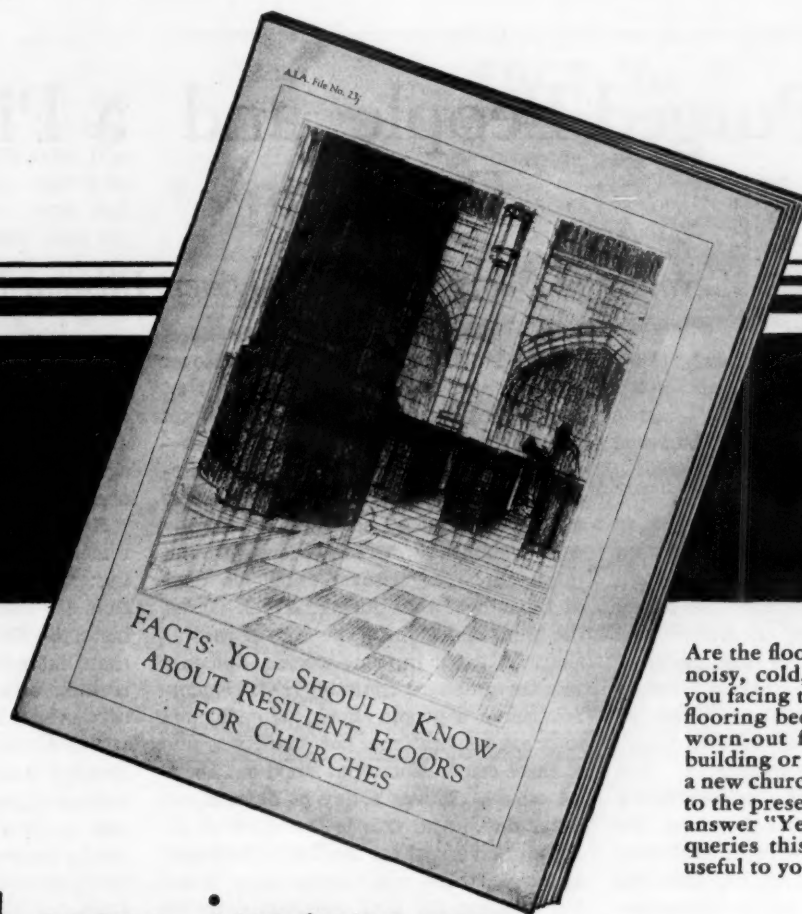 A.I.A. File No. 23j
FACTS YOU SHOULD KNOW
ABOUT RESILIENT FLOORS
FOR CHURCHES
Are the floo
noisy, cold,
you facing t
flooring bec
worn-out f
building or
a new churc
to the prese
answer "Ye
queries this
useful to yo